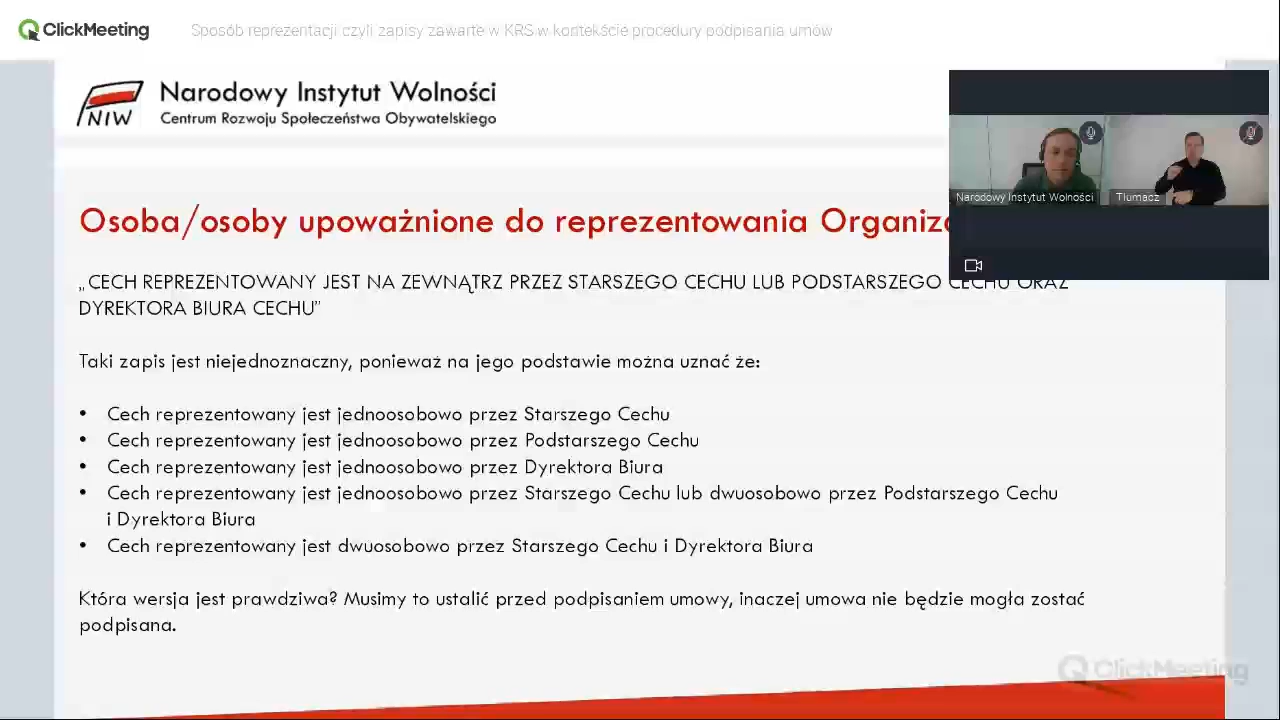 ClickMeeting
Sposób reprezentacji czyli zapisy zawarte w KRS w kontekście procedury podpisania umów
NIW
Narodowy Instytut Wolności
Centrum Rozwoju Społeczeństwa Obywatelskiego
Narodowy Instytut Wolności
Tłumacz
Osoba/osoby upoważnione do reprezentowania
„CECH REPREZENTOWANY JEST NA ZEWNĄTRZ PRZEZ STARSZEGO CECHU LUB PODSTARSZEGO CECHU ORAZ
DYREKTORA BIURA CECHU”
Taki zapis jest niejednoznaczny, ponieważ na jego podstawie można uznać że:
• Cech reprezentowany jest jednoosobowo przez Starszego Cechu
• Cech reprezentowany jest jednoosobowo przez Podstarszego Cechu
• Cech reprezentowany jest jednoosobowo przez Dyrektora Biura
• Cech reprezentowany jest jednoosobowo przez Starszego Cechu lub dwuosobowo przez Podstarszego Cechu
i Dyrektora Biura
• Cech reprezentowany jest dwuosobowo przez Starszego Cechu i Dyrektora Biura
Która wersja jest prawdziwa? Musimy to ustalić przed podpisaniem umowy, inaczej umowa nie będzie mogła zostać
podpisana.
ClickMeeting